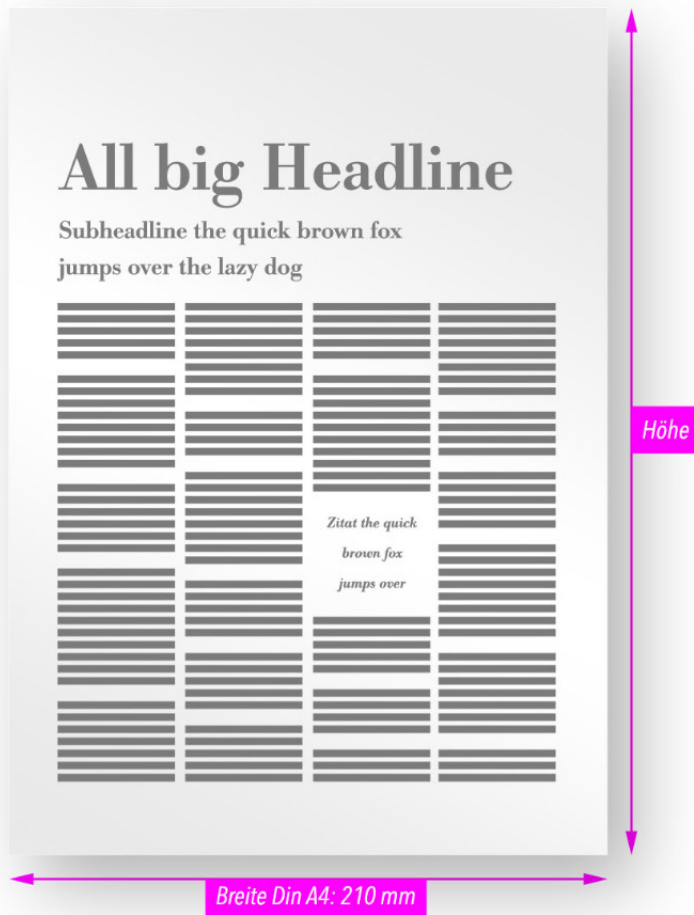 All big Headline
Subheadline the quick brown fox
jumps over the lazy dog
Zitat the quick
brown fox
jumps over
Höhe
Breite Din A4: 210 mm